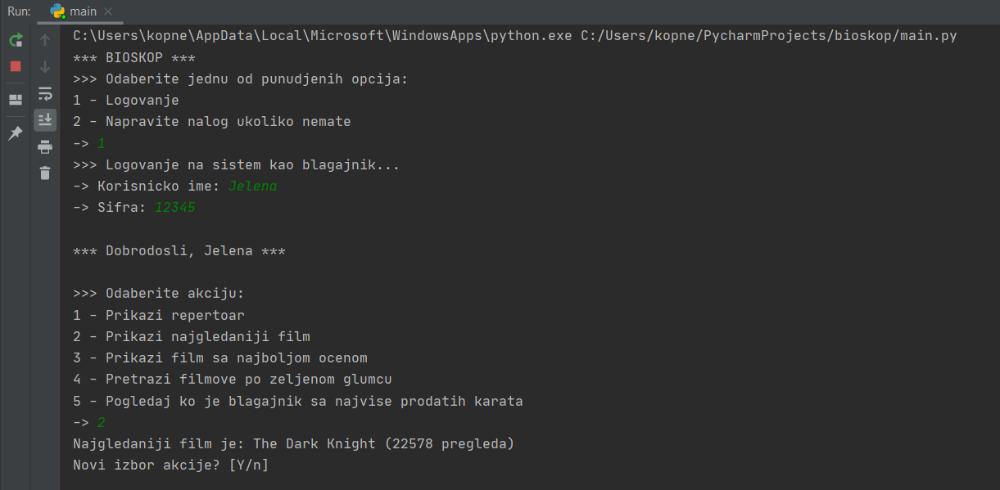 Run: main
C:\Users\kopne\AppData\Local\Microsoft\WindowsApps\python.exe C:/Users/kopne/PycharmProjects/bioskop/main.py
*** BIOSKOP ***
>>> Odaberite jednu od punudjenih opcija:
1 - Logovanje
2 - Napravite nalog ukoliko nemate
-> 1
>>> Logovanje na sistem kao blagajnik...
-> Korisnicko ime: Jelena
-> Sifra: 12345
*** Dobrodosli, Jelena ***
>>> Odaberite akciju:
1 - Prikazi repertoar
2 - Prikazi najgledaniji film
3 - Prikazi film sa najboljom ocenom
4 - Pretrazi filmove po zeljenom glumcu
5 - Pogledaj ko je blagajnik sa najvise prodatih karata
-> 2
Najgledaniji film je: The Dark Knight (22578 pregleda)
Novi izbor akcije? [Y/n]